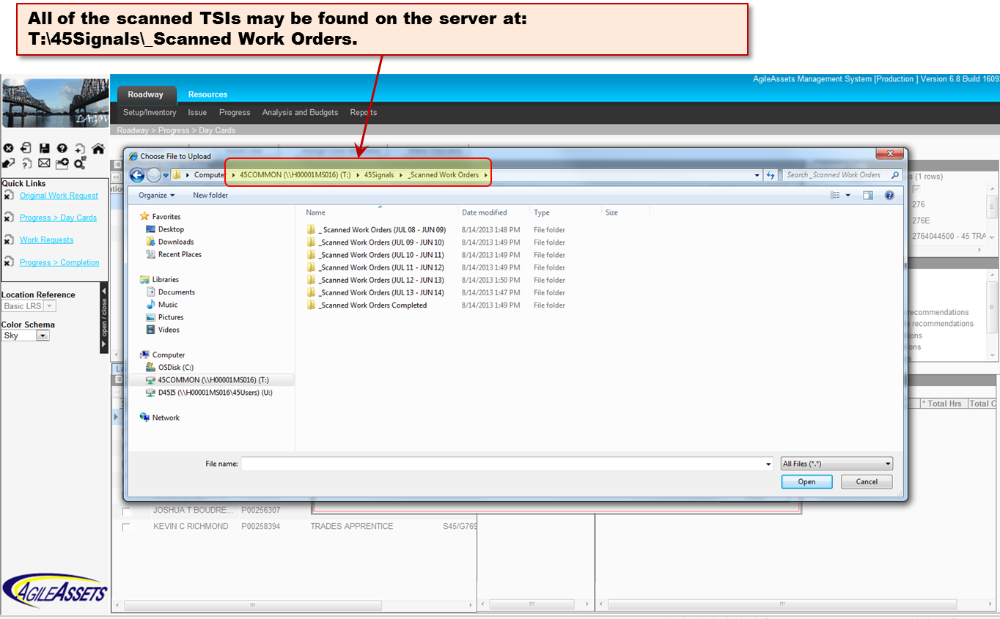 All of the scanned TSIs may be found on the server at:
T:\45Signals\_Scanned Work Orders.
AgileAssets Management System [Production ] Version 6.8 Build 1609
LAGOV
Roadway
Resources
Setup/Inventory Issue Progress Analysis and Budgets Reports
Roadway > Progress > Day Cards
Quick Links
Original Work Request
Progress > Day Cards
Work Requests
Progress > Completion
Location Reference
Basic LRS
Color Schema
Sky
open / close
Choose File to Upload
Compute 45COMMON (\\H00001MS016) (T:) 45Signals _Scanned Work Orders
Search _Scanned Work Orders
Organize New folder
Favorites
Desktop
Downloads
Recent Places
Libraries
Documents
Music
Pictures
Videos
Computer
OSDisk (C:)
45COMMON (\\H00001MS016) (T:)
D45I5 (\\H00001MS016\45Users) (U:)
Network
Name Date modified Type Size
_ Scanned Work Orders (JUL 08 - JUN 09) 8/14/2013 1:48 PM File folder
_Scanned Work Orders (JUL 09 - JUN 10) 8/14/2013 1:49 PM File folder
_Scanned Work Orders (JUL 10 - JUN 11) 8/14/2013 1:49 PM File folder
_Scanned Work Orders (JUL 11 - JUN 12) 8/14/2013 1:49 PM File folder
_Scanned Work Orders (JUL 12 - JUN 13) 8/14/2013 1:50 PM File folder
_Scanned Work Orders (JUL 13 - JUN 14) 8/14/2013 1:47 PM File folder
_Scanned Work Orders Completed 8/14/2013 1:49 PM File folder
File name:
All Files (*.*)
Open Cancel
s (1 rows)
276
276E
2764044500 - 45 TRA
recommendations
recommendations
ons
ons
* Total Hrs Total C
JOSHUA T BOUDRE... P00256307
KEVIN C RICHMOND P00258394 TRADES APPRENTICE S45/G769
AGILEASSETS